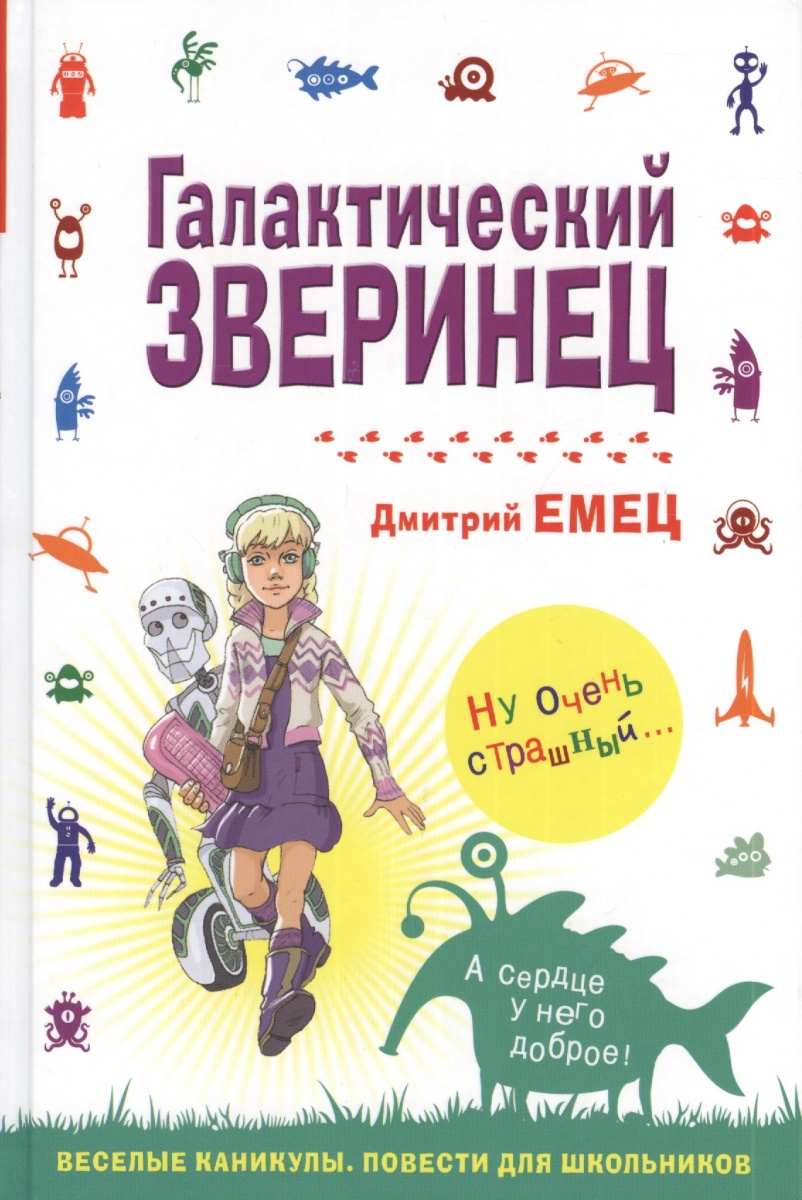 Галактический
ЗВЕРИНЕЦ
Дмитрий ЕМЕЦ
Ну очень
страшный...
А сердце
у него
доброе!
ВЕСЕЛЫЕ КАНИКУЛЫ. ПОВЕСТИ ДЛЯ ШКОЛЬНИКОВ